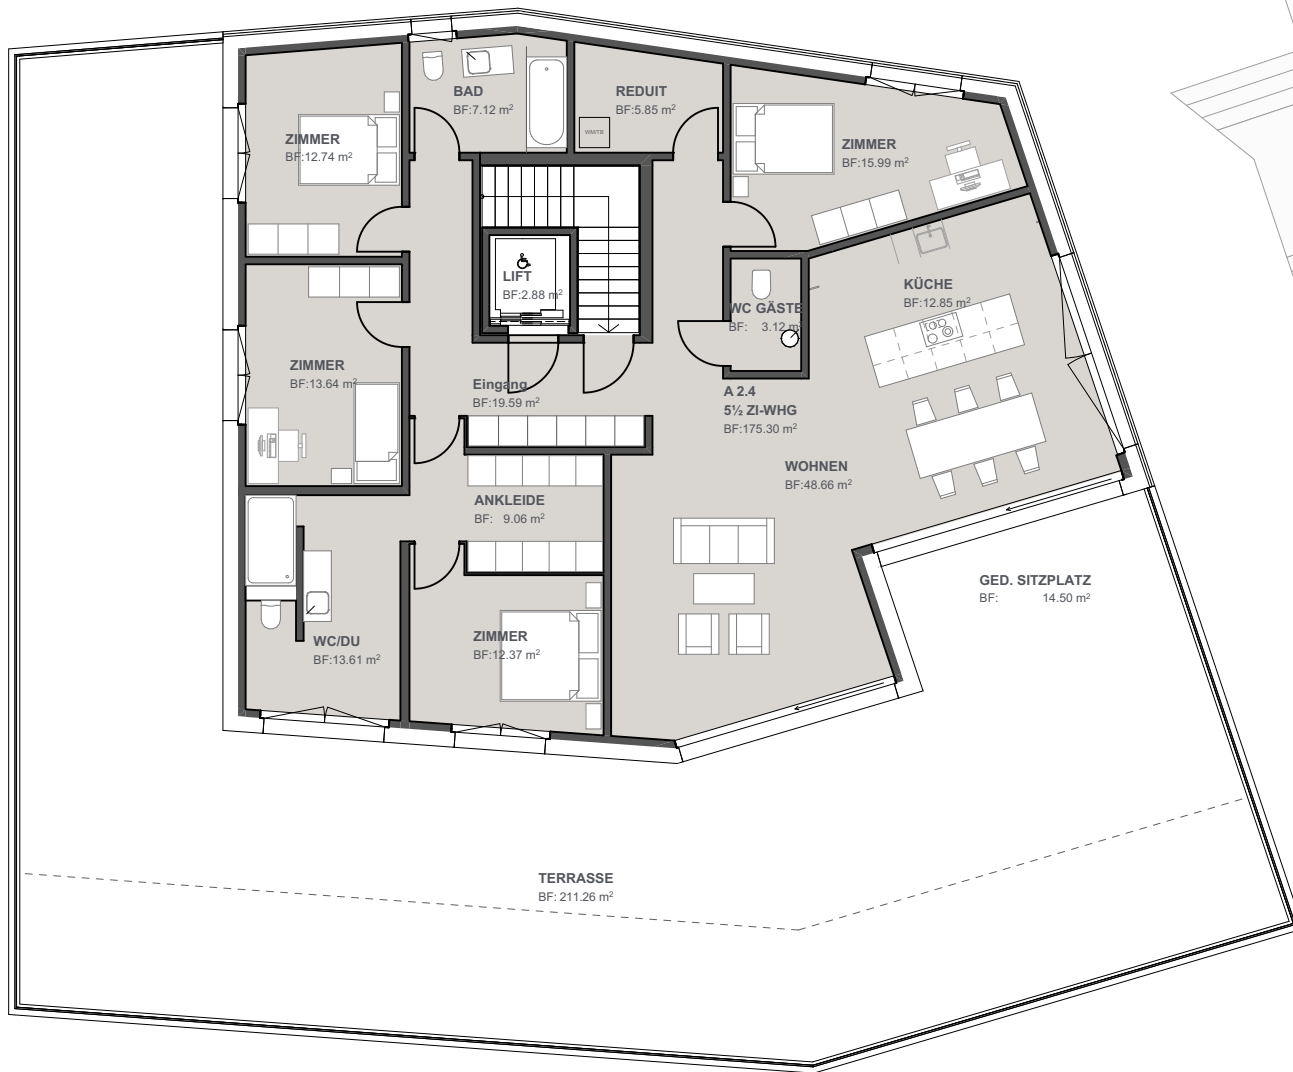 BAD
BF:7.12 m²
REDUIT
BF:5.85 m²
WM/TB
ZIMMER
BF:12.74 m²
ZIMMER
BF:15.99 m²
LIFT
BF:2.88 m²
KÜCHE
BF:12.85 m²
WC GÄSTE
BF: 3.12 m²
ZIMMER
BF:13.64 m²
Eingang
BF:19.59 m²
A 2.4
5½ ZI-WHG
BF:175.30 m²
WOHNEN
BF:48.66 m²
ANKLEIDE
BF: 9.06 m²
GED. SITZPLATZ
BF: 14.50 m²
WC/DU
BF:13.61 m²
ZIMMER
BF:12.37 m²
TERRASSE
BF: 211.26 m²